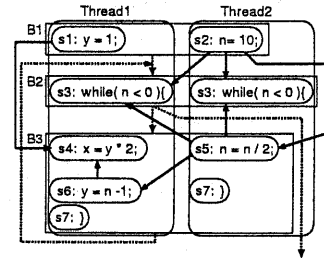 Thread1 Thread2
B1 s1: y = 1; s2: n= 10;
B2 s3: while( n < 0 ){ s3: while( n < 0 ){
B3 s4: x = y * 2; s5: n = n / 2;
s6: y = n -1; s7: }
s7: }